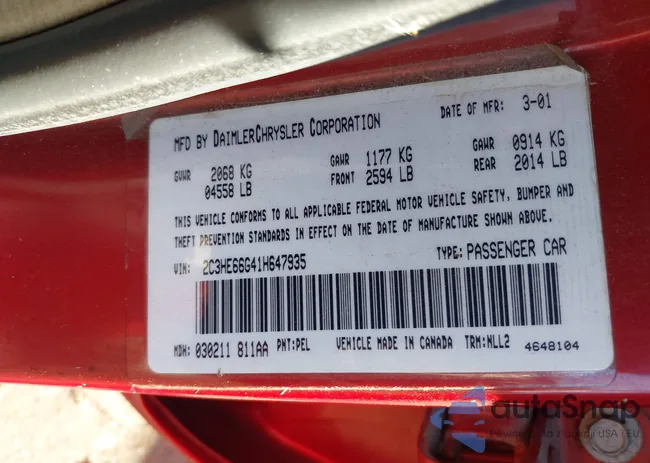 MFD BY DAIMLERCHRYSLER CORPORATION DATE OF MFR: 3-01
GVWR 2068 KG GAWR 1177 KG GAWR 0914 KG
04558 LB FRONT 2594 LB REAR 2014 LB
THIS VEHICLE CONFORMS TO ALL APPLICABLE FEDERAL MOTOR VEHICLE SAFETY, BUMPER AND
THEFT PREVENTION STANDARDS IN EFFECT ON THE DATE OF MANUFACTURE SHOWN ABOVE.
VIN: 2C3HE66G41H647935 TYPE: PASSENGER CAR
MDH: 030211 811AA PNT:PEL VEHICLE MADE IN CANADA TRM:NLL2 4648104
autoSnap